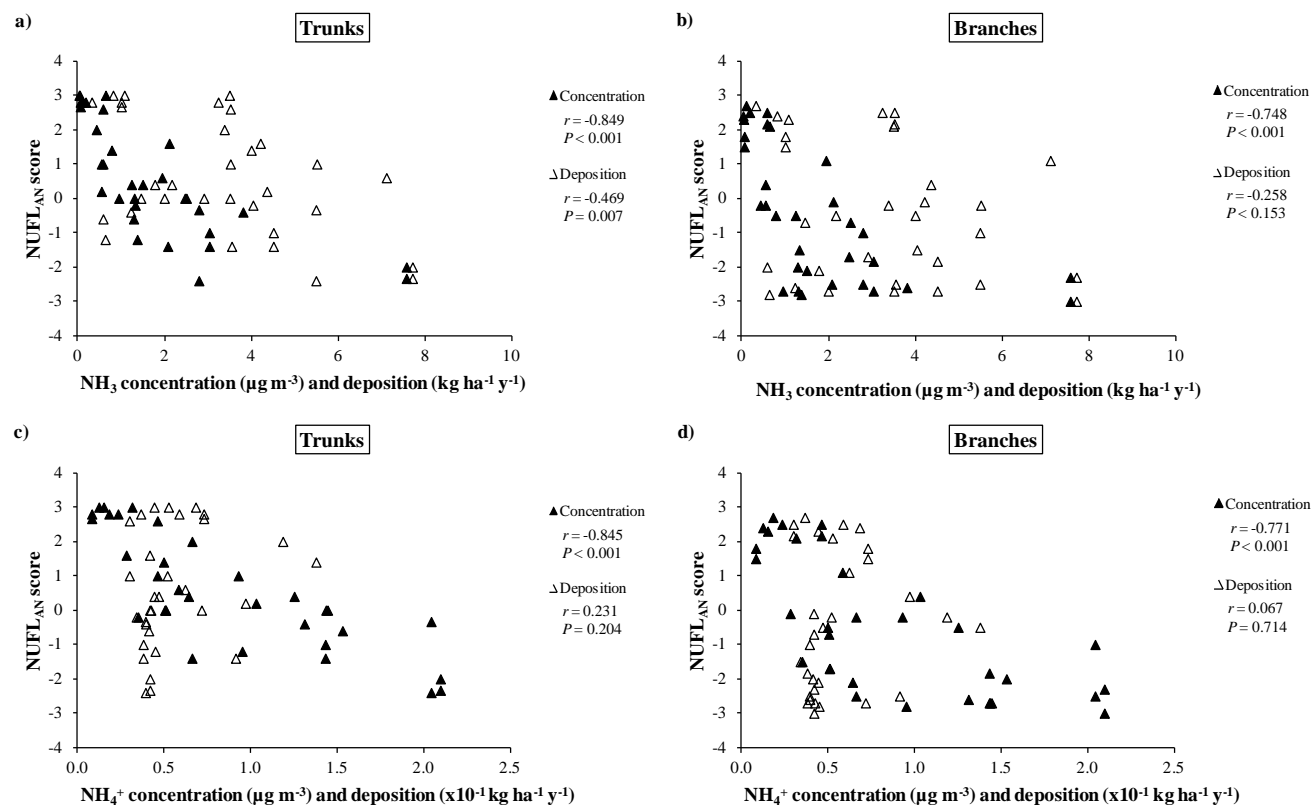 a)
Trunks
4
3
2
1
0
-1
-2
-3
-4
NUFL_AN score
0 2 4 6 8 10
NH₃ concentration (µg m⁻³) and deposition (kg ha⁻¹ y⁻¹)
▲Concentration
r = -0.849
P < 0.001
△Deposition
r = -0.469
P = 0.007
b)
Branches
4
3
2
1
0
-1
-2
-3
-4
NUFL_AN score
0 2 4 6 8 10
NH₃ concentration (µg m⁻³) and deposition (kg ha⁻¹ y⁻¹)
▲Concentration
r = -0.748
P < 0.001
△Deposition
r = -0.258
P < 0.153
c)
Trunks
4
3
2
1
0
-1
-2
-3
-4
NUFL_AN score
0.0 0.5 1.0 1.5 2.0 2.5
NH₄⁺ concentration (µg m⁻³) and deposition (x10⁻¹ kg ha⁻¹ y⁻¹)
▲Concentration
r = -0.845
P < 0.001
△Deposition
r = 0.231
P = 0.204
d)
Branches
4
3
2
1
0
-1
-2
-3
-4
NUFL_AN score
0.0 0.5 1.0 1.5 2.0 2.5
NH₄⁺ concentration (µg m⁻³) and deposition (x10⁻¹ kg ha⁻¹ y⁻¹)
▲Concentration
r = -0.771
P < 0.001
△Deposition
r = 0.067
P = 0.714